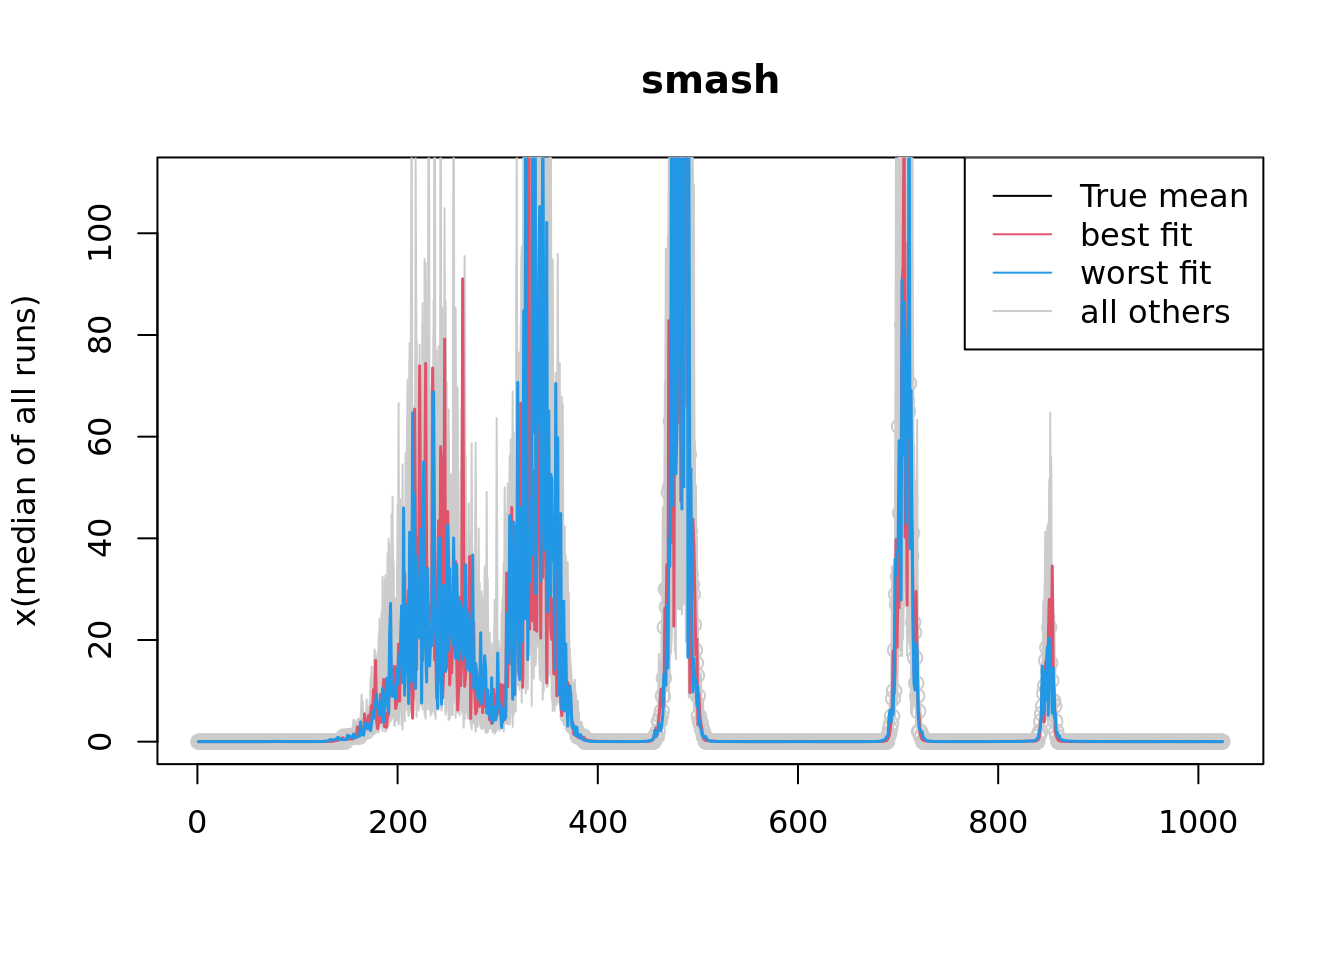 smash
x(median of all runs)
100
80
60
40
20
0
True mean
best fit
worst fit
all others
0 200 400 600 800 1000